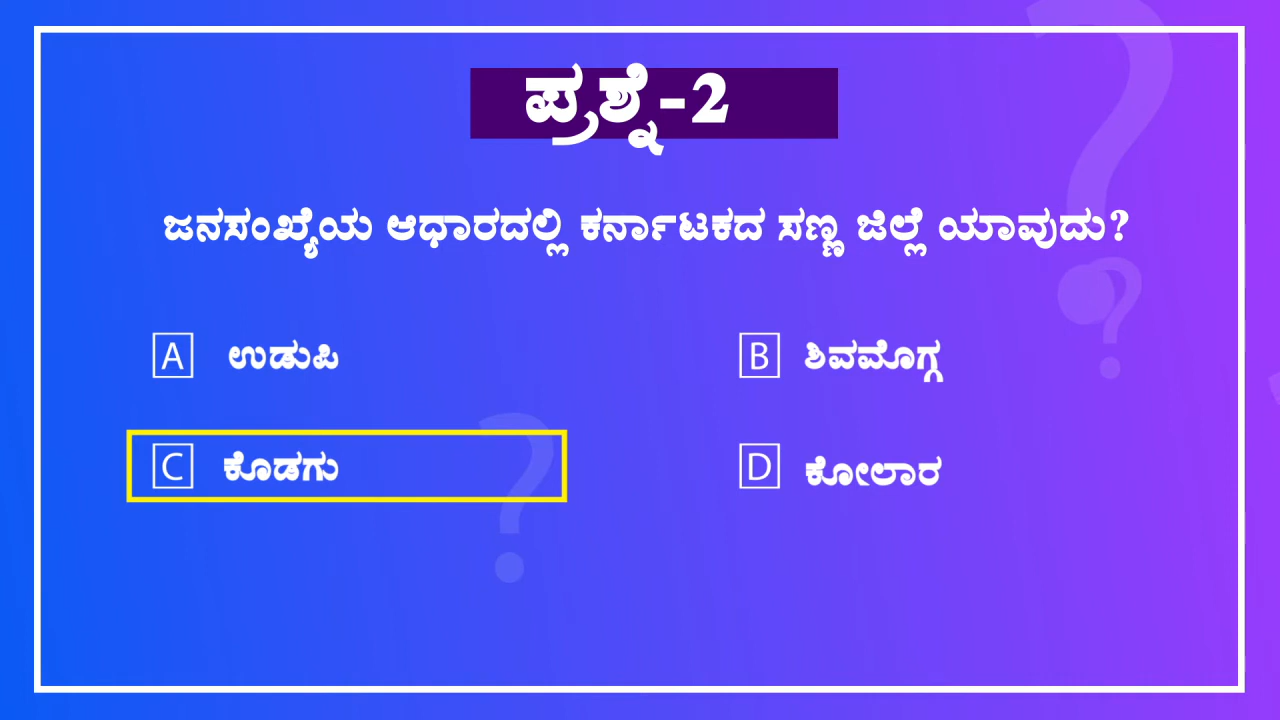 ಪ್ರಶ್ನೆ-2
ಜನಸಂಖ್ಯೆಯ ಆಧಾರದಲ್ಲಿ ಕರ್ನಾಟಕದ ಸಣ್ಣ ಜಿಲ್ಲೆ ಯಾವುದು?
A ಉಡುಪಿ
B ಶಿವಮೊಗ್ಗ
C ಕೊಡಗು
D ಕೋಲಾರ